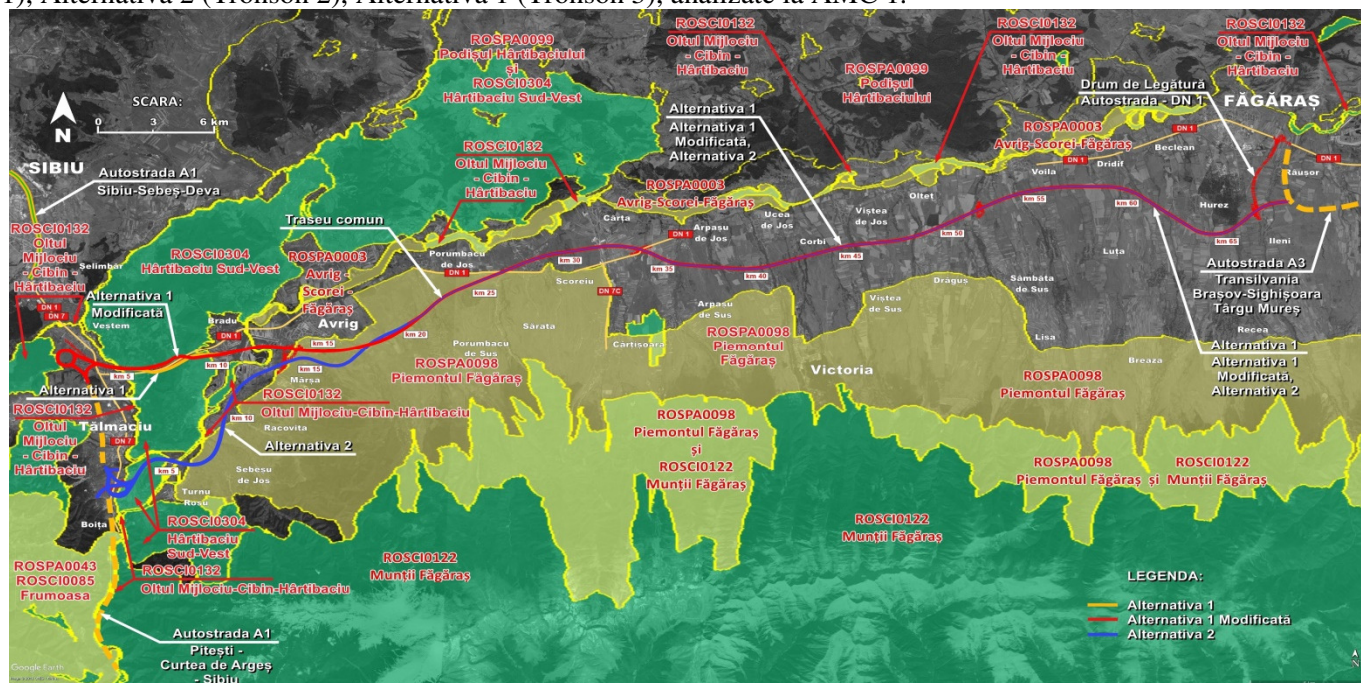 1), Alternativa 2 (Tronson 2), Alternativa 1 (Tronson 3), analizate la AMC 1.
ROSPA0099
Podișul Hârtibaciului
și
ROSCI0304
Hârtibaciu Sud-Vest
ROSCI0132
Oltul Mijlociu
- Cibin -
Hârtibaciu
ROSPA0099
Podișul
Hârtibaciului
ROSCI0132
Oltul Mijlociu
- Cibin -
Hârtibaciu
ROSCI0132
Oltul Mijlociu
- Cibin -
Hârtibaciu
SCARA:
0 3 6 km
N
SIBIU
Autostrada A1
Sibiu-Sebeș-Deva
Alternativa 1
Alternativa 1
Modificată,
Alternativa 2
Drum de Legătură
Autostrada - DN 1
FĂGĂRAȘ
ROSPA0003
Avrig-Scorei-Făgăraș
DN 1
Beclean
Dridif
Voila
DN 1
DN 1
Râușor
ROSCI0132
Oltul Mijlociu
- Cibin -
Hârtibaciu
ROSPA0003
Avrig-Scorei-Făgăraș
Olteț
Viștea
de Jos
Ucea
de Jos
Corbi
Arpașu
de Jos
Cârța
DN 1
Traseu comun
km 55
km 60
Hurez
km 65
Ileni
km 50
km 45
km 40
km 35
km 30
km 25
km 20
ROSCI0132
Oltul
Mijlociu
- Cibin -
Hârtibaciu
Selimbăr
ROSCI0304
Hârtibaciu Sud-Vest
ROSPA0003
Avrig -
Scorei -
Făgăraș
Porumbacu
de Jos
DN 1
Scoreiu
DN 7C
Luța
Autostrada A3
Transilvania
Brașov-Sighișoara
Târgu Mureș
Alternativa 1
Modificată
DN 1
DN 7
Veștem
Bradu
DN 1
Avrig
km 15
km 10
km 5
km 15
Sărata
Arpașu
de Sus
Viștea
de Sus
Drăguș
Sâmbăta
de Sus
Lisa
Recea
Breaza
Porumbacu
de Sus
Cârțișoara
ROSPA0098
Piemontul
Făgăraș
Victoria
ROSPA0098
Piemontul Făgăraș
Alternativa 1
Alternativa 1
Modificată,
Alternativa 2
Alternativa 1
Mârșa
ROSPA0098
Piemontul Făgăraș
ROSCI0132
Oltul
Mijlociu
- Cibin -
Hârtibaciu
Tălmaciu
DN 7
ROSCI0132
Oltul Mijlociu-Cibin-Hârtibaciu
km 10
Racovita
Alternativa 2
km 5
Sebeșu
de Jos
Turnu
Roșu
Boița
ROSPA0098
Piemontul Făgăraș
și
ROSCI0122
Munții Făgăraș
ROSPA0098
Piemontul Făgăraș și
ROSCI0122
Munții Făgăraș
ROSCI0304
Hârtibaciu
Sud-Vest
ROSCI0132
Oltul Mijlociu-Cibin-Hârtibaciu
ROSCI0122
Munții Făgăraș
ROSCI0122
Munții Făgăraș
ROSPA0043
ROSCI0085
Frumoasa
Autostrada A1
Pitești -
Curtea de Argeș
- Sibiu
LEGENDA:
Alternativa 1
Alternativa 1 Modificată
Alternativa 2
Google Earth
N